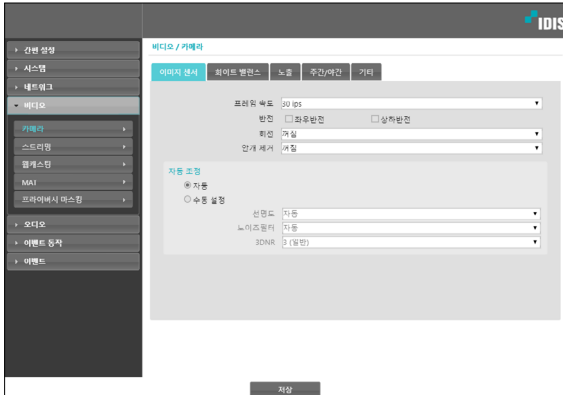 IDIS
간편 설정
시스템
네트워크
비디오
카메라
스트리밍
웹캐스팅
MAT
프라이버시 마스킹
오디오
이벤트 동작
이벤트
비디오 / 카메라
이미지 센서 화이트 밸런스 노출 주간/야간 기타
프레임 속도 30 ips
반전 좌우반전 상하반전
회전 꺼짐
안개 제거 꺼짐
자동 조정
자동
수동 설정
선명도 자동
노이즈필터 자동
3DNR 3 (일반)
저장